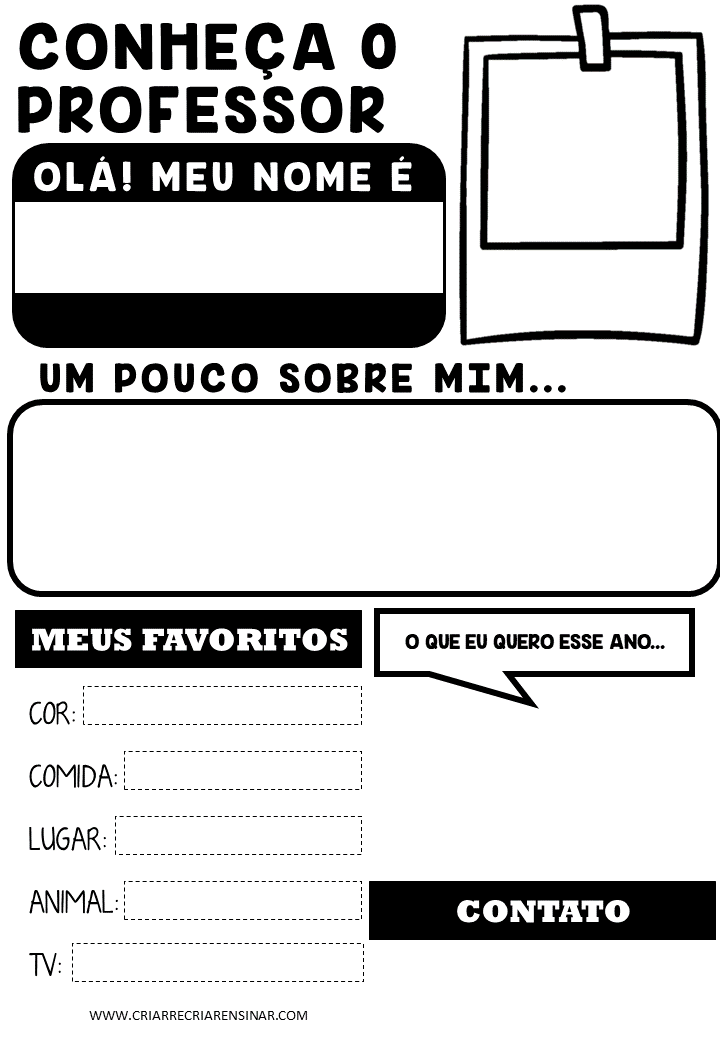 CONHEÇA O
PROFESSOR
OLÁ! MEU NOME É
UM POUCO SOBRE MIM...
MEUS FAVORITOS
O QUE EU QUERO ESSE ANO...
COR:
COMIDA:
LUGAR:
ANIMAL:
TV:
CONTATO
WWW.CRIARRECRIARENSINAR.COM